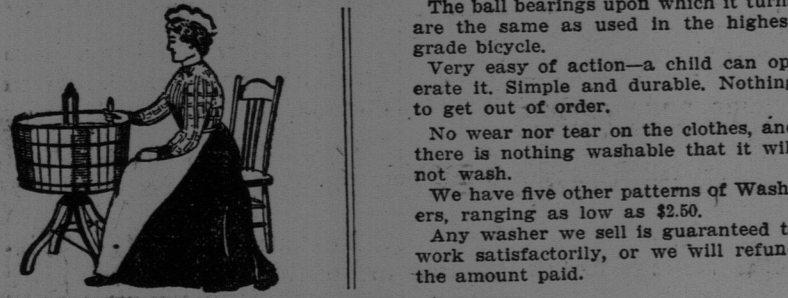 The ball bearings upon which it turn
are the same as used in the highes
grade bicycle.
Very easy of action—a child can op
erate it. Simple and durable. Nothing
to get out of order.
No wear nor tear on the clothes, and
there is nothing washable that it wil
not wash.
We have five other patterns of Wash
ers, ranging as low as $2.50.
Any washer we sell is guaranteed t
work satisfactorily, or we will refun
the amount paid.